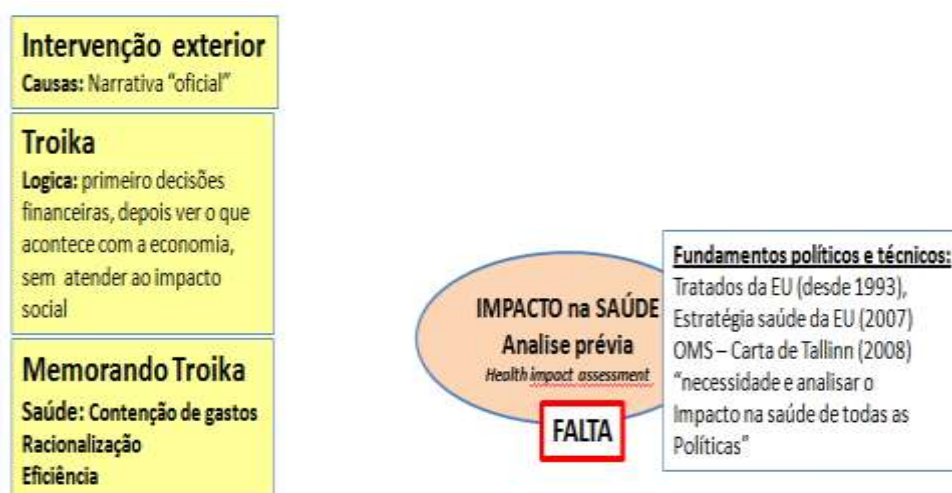 Intervenção exterior
Causas: Narrativa "oficial"
Troika
Logica: primeiro decisões
financeiras, depois ver o que
acontece com a economia,
sem atender ao impacto
social
Memorando Troika
Saúde: Contenção de gastos
Racionalização
Eficiência
IMPACTO na SAÚDE
Analise prévia
Health impact assessment
FALTA
Fundamentos políticos e técnicos:
Tratados da EU (desde 1993),
Estratégia saúde da EU (2007)
OMS – Carta de Tallinn (2008)
"necessidade e analisar o
Impacto na saúde de todas as
Políticas"